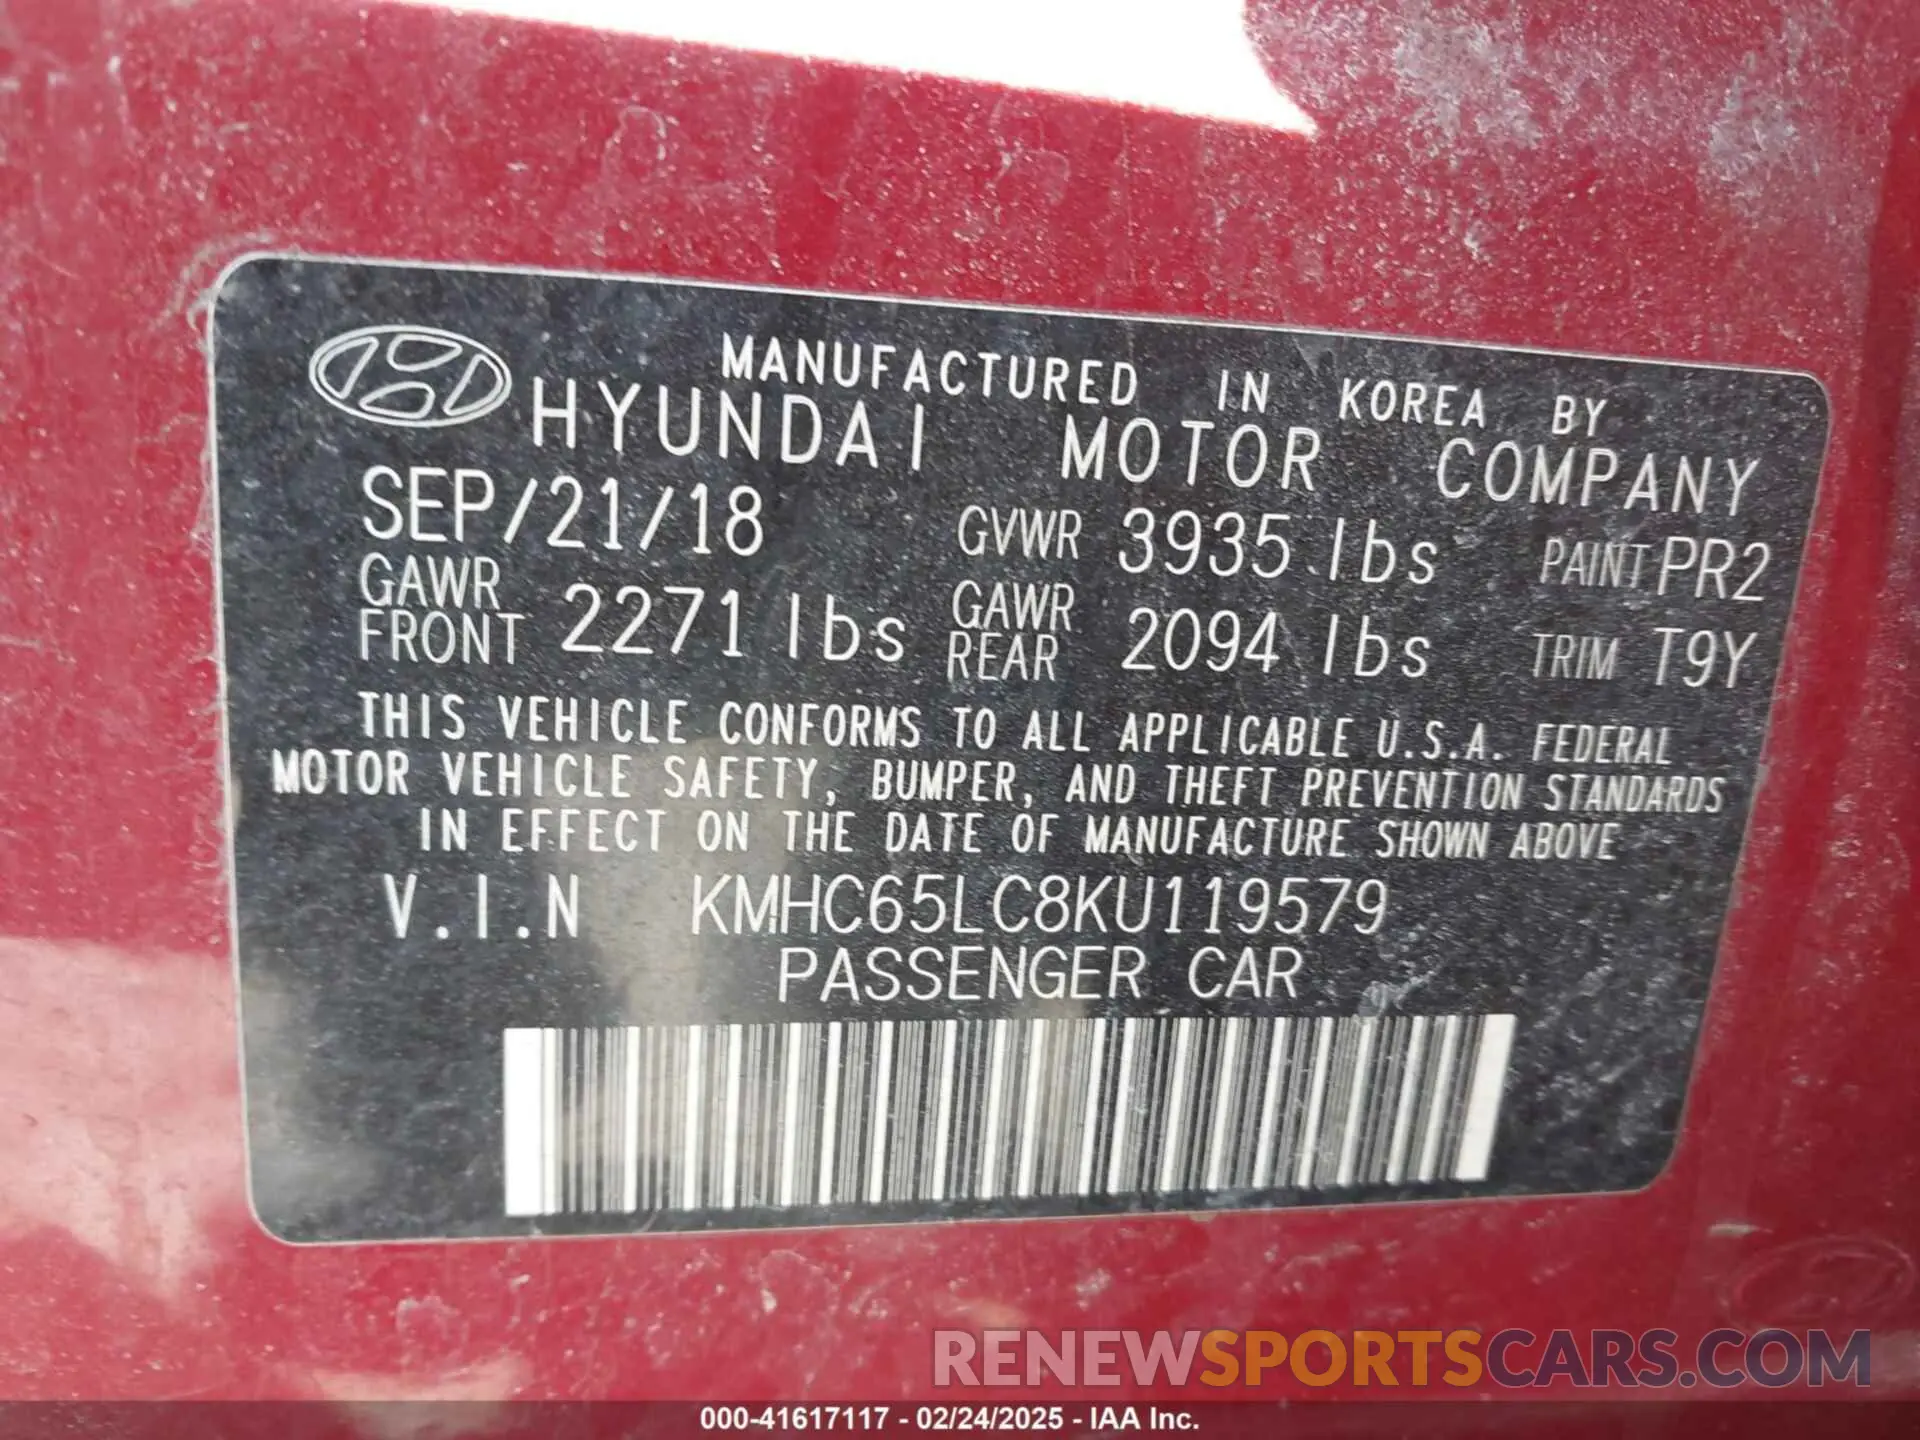 MANUFACTURED IN KOREA BY
HYUNDAI MOTOR COMPANY
SEP/21/18 GVWR 3935 lbs PAINT PR2
GAWR FRONT 2271 lbs GAWR REAR 2094 lbs TRIM T9Y
THIS VEHICLE CONFORMS TO ALL APPLICABLE U.S.A. FEDERAL
MOTOR VEHICLE SAFETY, BUMPER, AND THEFT PREVENTION STANDARDS
IN EFFECT ON THE DATE OF MANUFACTURE SHOWN ABOVE
V.I.N KMHC65LC8KU119579
PASSENGER CAR
RENEWSPORTSCARS.COM
000-41617117 - 02/24/2025 - IAA Inc.